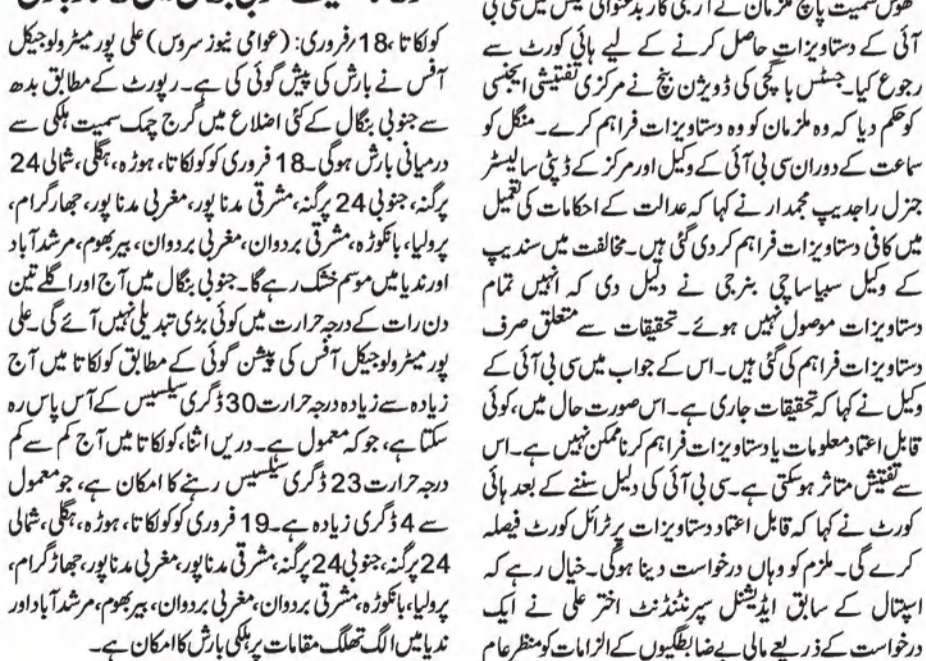 گھوش سمیت پانچ ملزمان نے آر جی کار بدعنوانی کیس میں سی بی
آئی کے دستاویزات حاصل کرنے کے لیے ہائی کورٹ سے
رجوع کیا۔جسٹس باگچی کی ڈویژن بنچ نے مرکزی تفتیشی ایجنسی
کوحکم دیا کہ وہ ملزمان کو وہ دستاویزات فراہم کرے۔منگل کو
سماعت کے دوران سی بی آئی کے وکیل اور مرکز کے ڈپٹی سالیسٹر
جنرل راجدیپ مجمدار نے کہا کہ عدالت کے احکامات کی تعمیل
میں کافی دستاویزات فراہم کردی گئی ہیں۔مخالفت میں سندیپ
کے وکیل سبیاساچی بنرجی نے دلیل دی کہ انہیں تمام
دستاویزات موصول نہیں ہوئے۔تحقیقات سے متعلق صرف
دستاویزات فراہم کی گئی ہیں۔اس کے جواب میں سی بی آئی کے
وکیل نے کہا کہ تحقیقات جاری ہے۔اس صورت حال میں،کوئی
قابل اعتماد معلومات یا دستاویزات فراہم کرنا ممکن نہیں ہے۔اس
سے تفتیش متاثر ہوسکتی ہے۔سی بی آئی کی دلیل سننے کے بعد ہائی
کورٹ نے کہا کہ قابل اعتماد دستاویزات پر ٹرائل کورٹ فیصلہ
کرے گی۔ملزم کو وہاں درخواست دینا ہوگی۔خیال رہے کہ
اسپتال کے سابق ایڈیشنل سپرنٹنڈنٹ اختر علی نے ایک
درخواست کے ذریعے مالی بے ضابطگیوں کے الزامات کو منظر عام
کولکاتا ،18؍فروری: (عوامی نیوز سروس) علی پور میٹرولوجیکل
آفس نے بارش کی پیش گوئی کی ہے۔رپورٹ کے مطابق بدھ
سے جنوبی بنگال کے کئی اضلاع میں گرج چمک سمیت ہلکی سے
درمیانی بارش ہوگی۔18 فروری کو کولکاتا، ہوڑہ، ہگلی، شمالی 24
پرگنہ، جنوبی 24 پرگنہ،مشرقی مدنا پور،مغربی مدنا پور، جھارگرام،
پرولیا، بانکوڑہ،مشرقی بردوان،مغربی بردوان، بیربھوم،مرشدآباد
اور ندیا میں موسم خشک رہے گا۔جنوبی بنگال میں آج اور اگلے تین
دن رات کے درجہ حرارت میں کوئی بڑی تبدیلی نہیں آئے گی۔علی
پور میٹرولوجیکل آفس کی پیشن گوئی کے مطابق کولکاتا میں آج
زیادہ سے زیادہ درجہ حرارت 30 ڈگری سیلسیس کے آس پاس رہ
سکتا ہے، جو کہ معمول ہے۔دریں اثنا، کولکاتا میں آج کم سے کم
درجہ حرارت 23 ڈگری سیلسیس رہنے کا امکان ہے، جو معمول
سے 4 ڈگری زیادہ ہے۔19 فروری کو کولکاتا، ہوڑہ، ہگلی،شمالی
24 پرگنہ،جنوبی 24 پرگنہ،مشرقی مدناپور،مغربی مدناپور،جھاڑگرام،
پرولیا،بانکوڑہ،مشرقی بردوان،مغربی بردوان، بیربھوم،مرشدآباد اور
ندیا میں الگ تھلگ مقامات پر ہلکی بارش کا امکان ہے۔